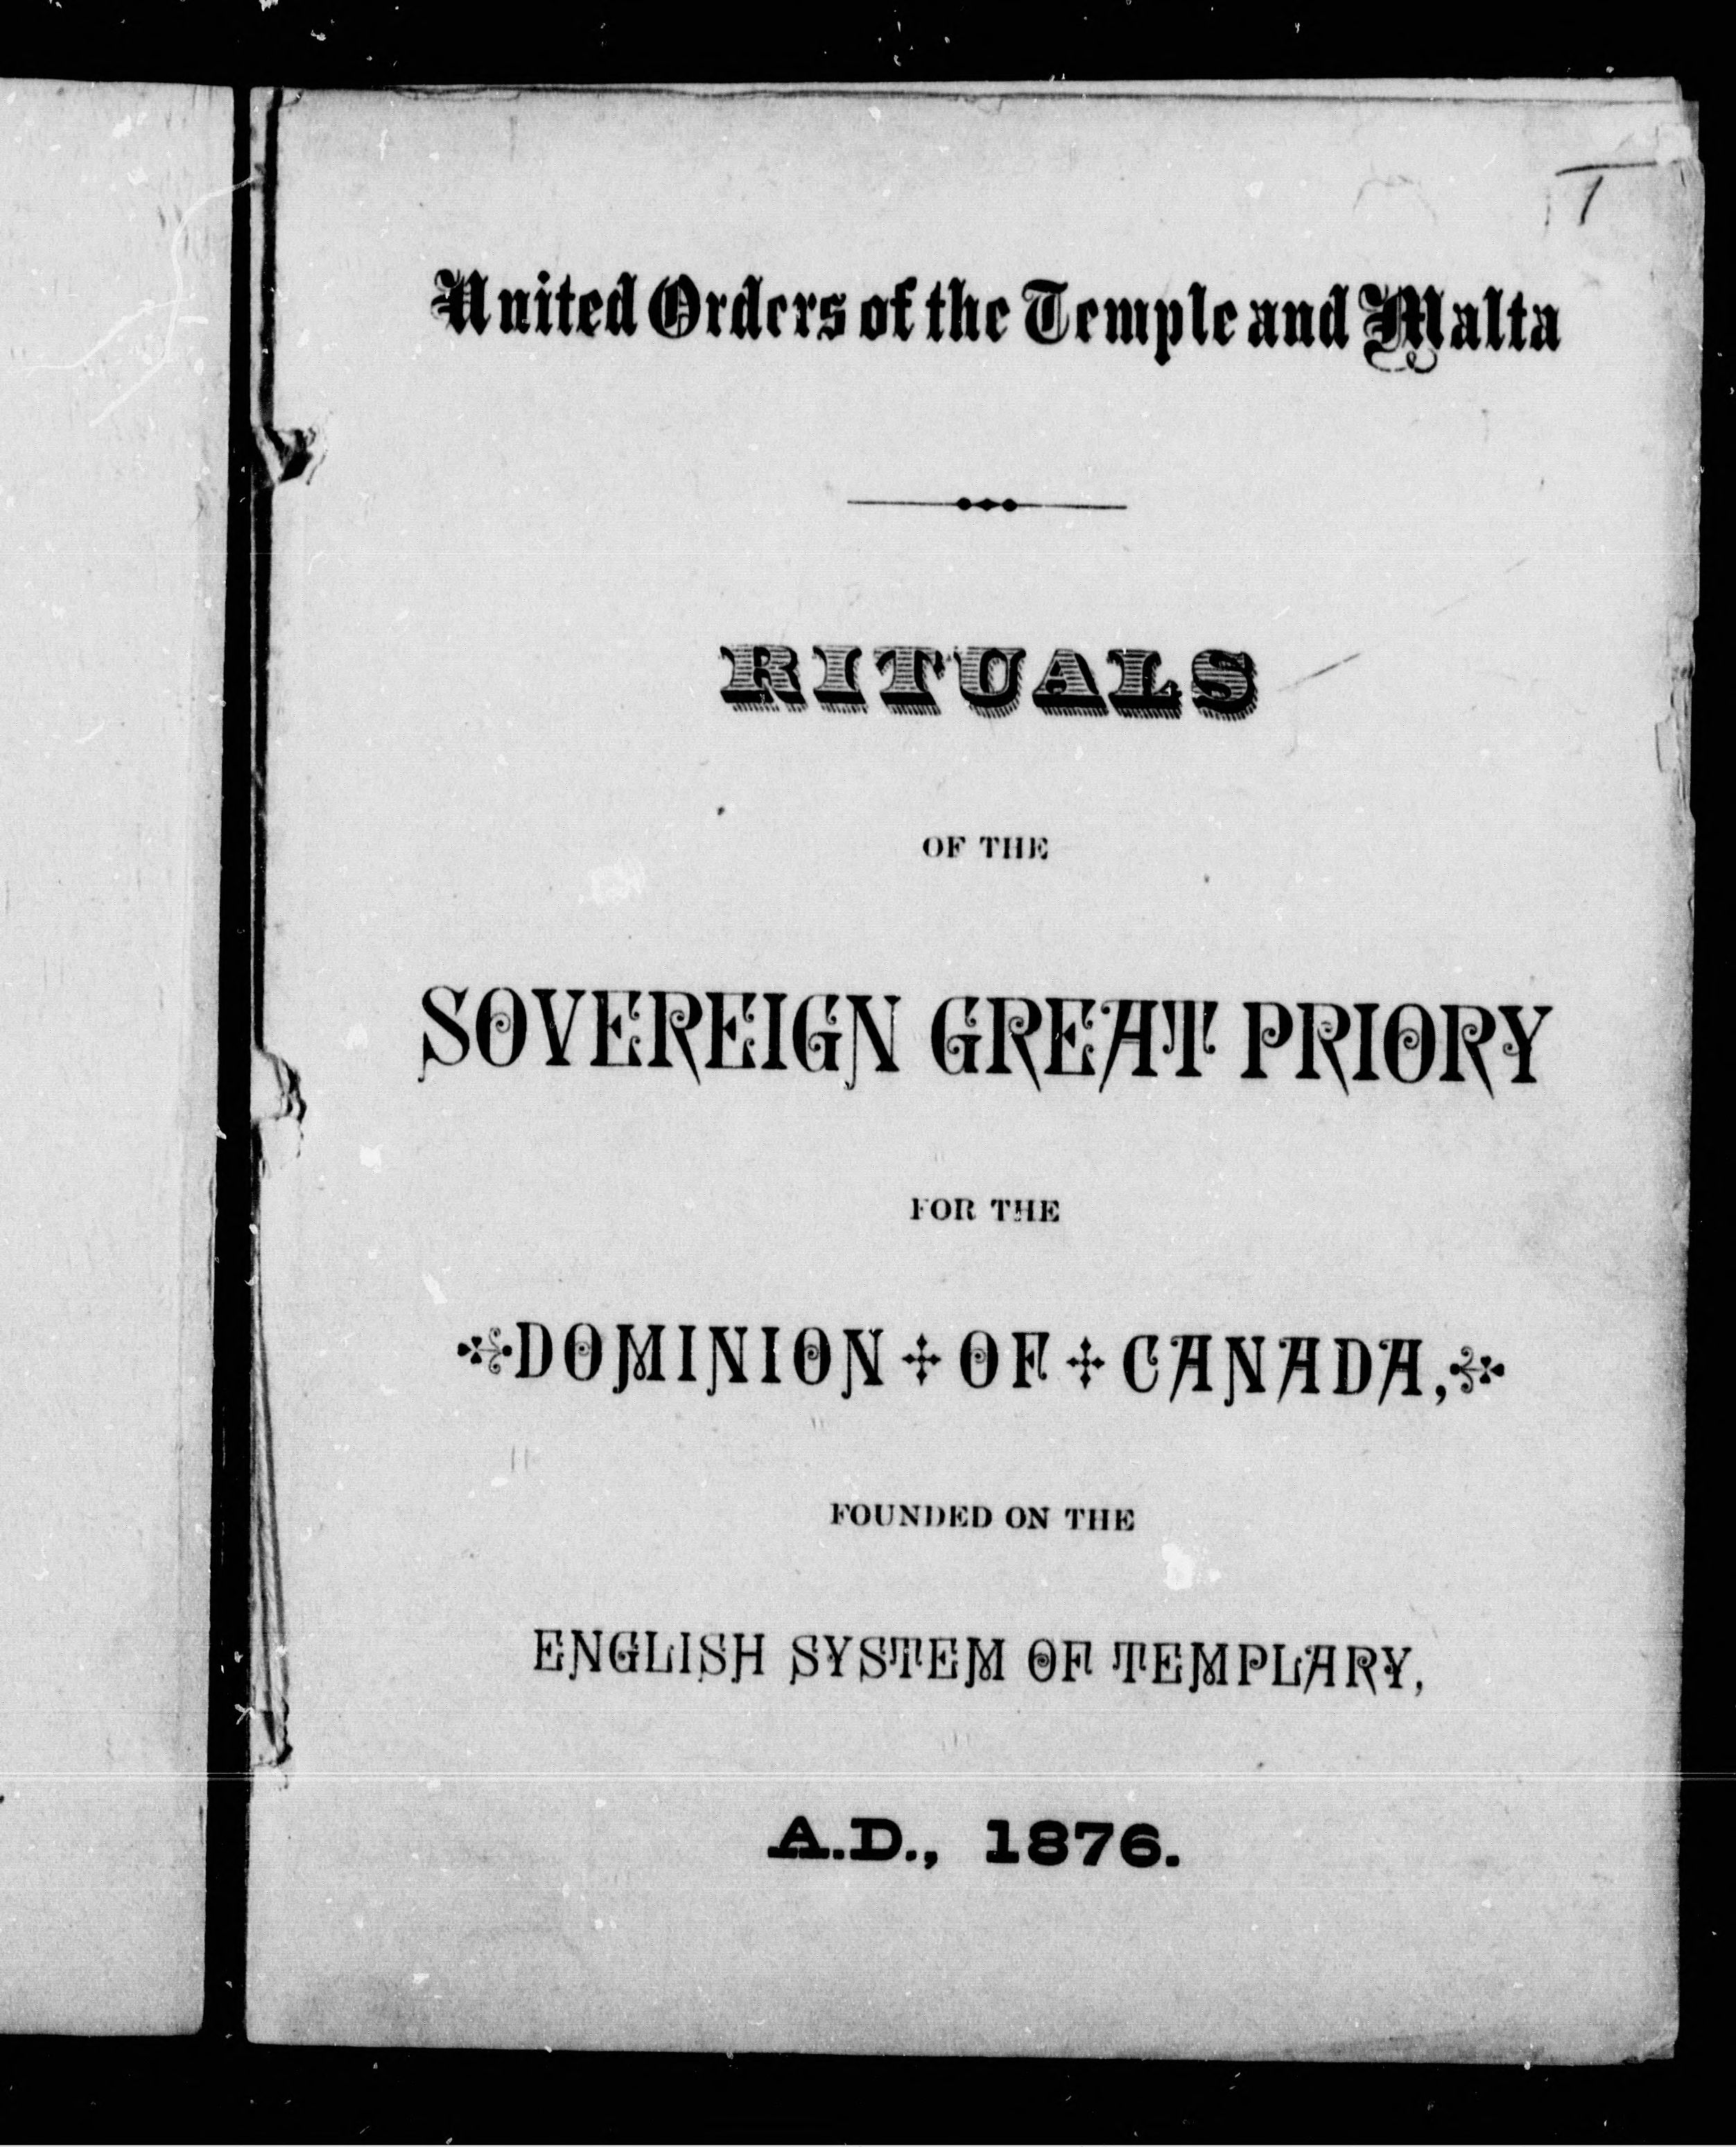 United Orders of the Temple and Malta
RITUALS
OF THE
SOVEREIGN GREAT PRIORY
FOR THE
DOMINION OF CANADA,
FOUNDED ON THE
ENGLISH SYSTEM OF TEMPLARY,
A.D., 1876.